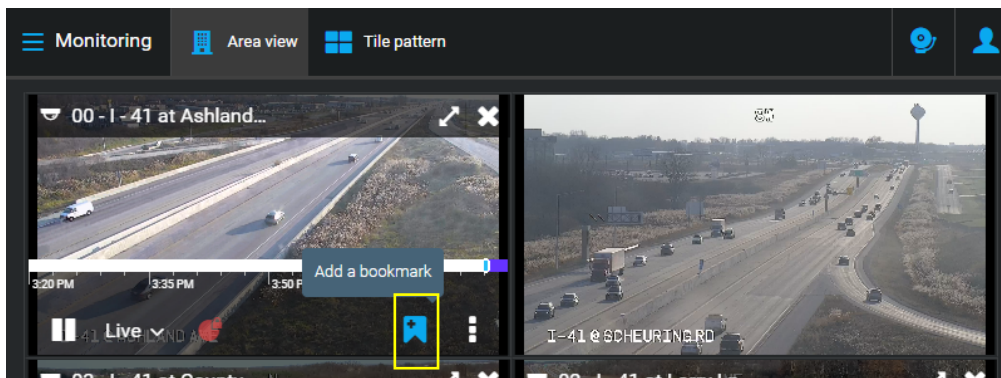 Monitoring
Area view
Tile pattern
00 - I - 41 at Ashland...
Add a bookmark
3:20 PM
3:35 PM
3:50 P
Live
I-41 @ SCHEURING RD